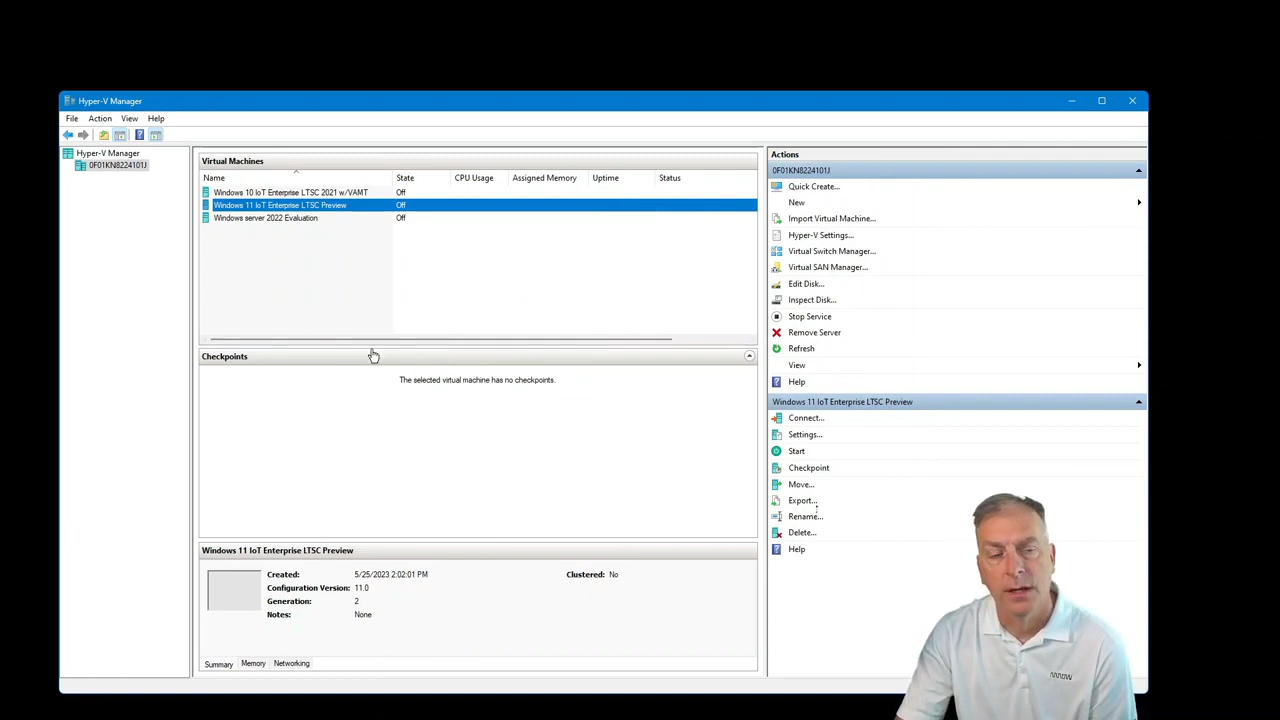 Hyper-V Manager
File Action View Help
Hyper-V Manager
0F01KN8224101J
Virtual Machines
Name State CPU Usage Assigned Memory Uptime Status
Windows 10 IoT Enterprise LTSC 2021 w/VAMT Off
Windows 11 IoT Enterprise LTSC Preview Off
Windows server 2022 Evaluation Off
Checkpoints
The selected virtual machine has no checkpoints.
Windows 11 IoT Enterprise LTSC Preview
Created: 5/25/2023 2:02:01 PM Clustered: No
Configuration Version: 11.0
Generation: 2
Notes: None
Summary Memory Networking
Actions
0F01KN8224101J
Quick Create...
New
Import Virtual Machine...
Hyper-V Settings...
Virtual Switch Manager...
Virtual SAN Manager...
Edit Disk...
Inspect Disk...
Stop Service
Remove Server
Refresh
View
Help
Windows 11 IoT Enterprise LTSC Preview
Connect...
Settings...
Start
Checkpoint
Move...
Export...
Rename...
Delete...
Help
ARROW